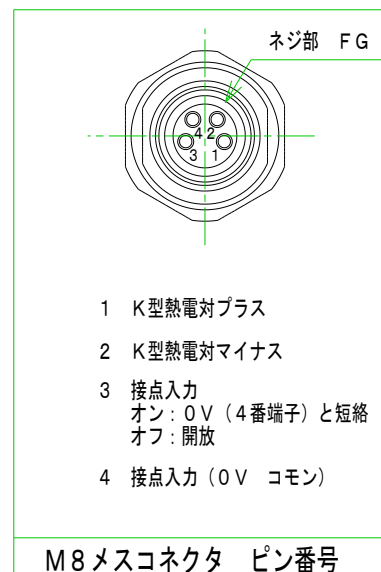 ネジ部　ＦＧ
4 2
3 1
１　Ｋ型熱電対プラス
２　Ｋ型熱電対マイナス
３　接点入力
オン：０Ｖ（４番端子）と短絡
オフ：開放
４　接点入力（０Ｖ　コモン）
Ｍ８メスコネクタ　ピン番号